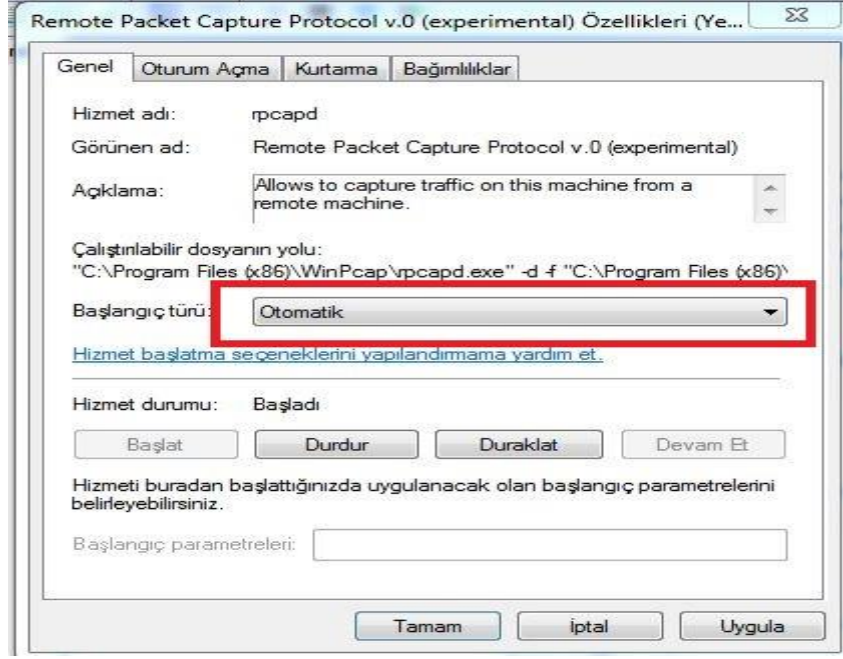 Remote Packet Capture Protocol v.0 (experimental) Özellikleri (Ye...
Genel Oturum Açma Kurtarma Bağımlılıklar
Hizmet adı: rpcapd
Görünen ad: Remote Packet Capture Protocol v.0 (experimental)
Açıklama: Allows to capture traffic on this machine from a
remote machine.
Çalıştırılabilir dosyanın yolu:
"C:\Program Files (x86)\WinPcap\rpcapd.exe" -d -f "C:\Program Files (x86)\
Başlangıç türü: Otomatik
Hizmet başlatma seçeneklerini yapılandırmama yardım et.
Hizmet durumu: Başladı
Başlat Durdur Duraklat Devam Et
Hizmeti buradan başlattığınızda uygulanacak olan başlangıç parametrelerini
belirleyebilirsiniz.
Başlangıç parametreleri:
Tamam İptal Uygula